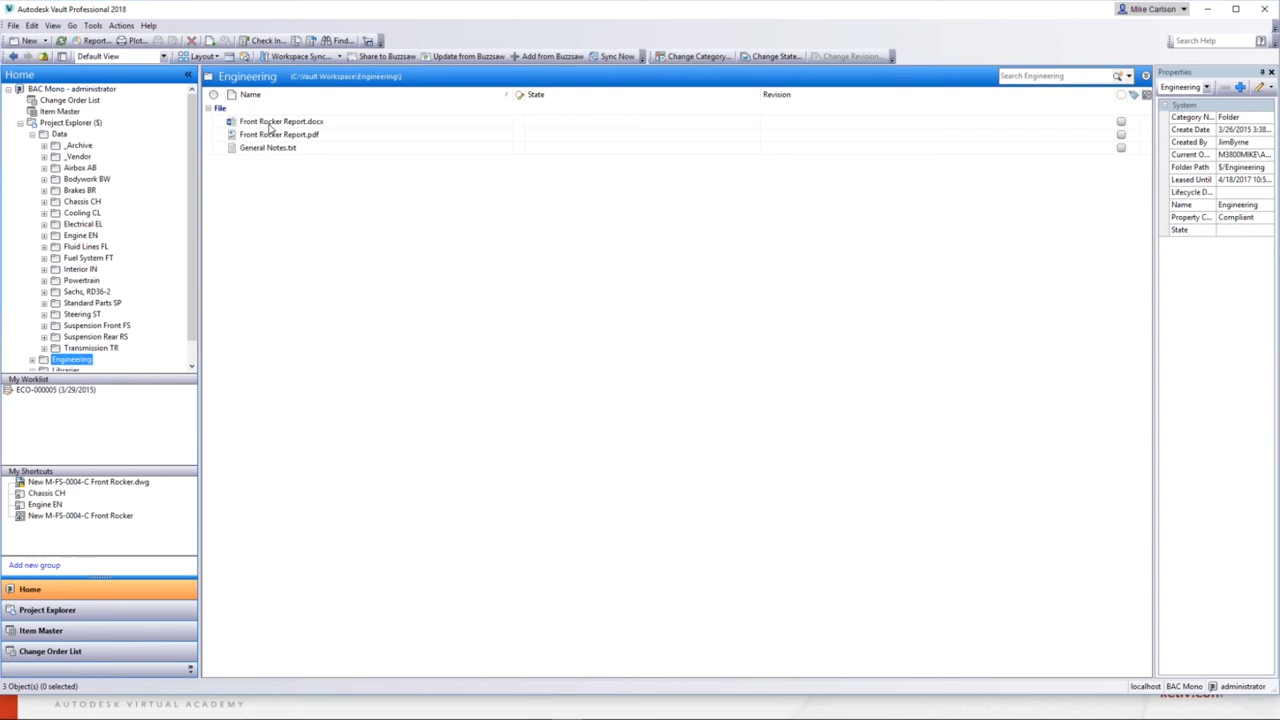 Autodesk Vault Professional 2018
Mike Carlson
File Edit View Go Tools Actions Help
New Report... Plot... Check In... Find...
Search Help
Default View Layout Workspace Sync... Share to Buzzsaw Update from Buzzsaw Add from Buzzsaw Sync Now Change Category... Change State... Change Revision...
Home
BAC Mono - administrator
Change Order List
Item Master
Project Explorer ($)
Data
_Archive
_Vendor
Airbox AB
Bodywork BW
Brakes BR
Chassis CH
Cooling CL
Electrical EL
Engine EN
Fluid Lines FL
Fuel System FT
Interior IN
Powertrain
Sachs, RD36-2
Standard Parts SP
Steering ST
Suspension Front FS
Suspension Rear RS
Transmission TR
Engineering
Libraries
My Worklist
ECO-000005 (3/29/2015)
My Shortcuts
New M-FS-0004-C Front Rocker.dwg
Chassis CH
Engine EN
New M-FS-0004-C Front Rocker
Add new group
Home
Project Explorer
Item Master
Change Order List
Engineering (C:\Vault Workspace\Engineering\)
Search Engineering
Name State Revision
File
Front Rocker Report.docx
Front Rocker Report.pdf
General Notes.txt
Properties
Engineering
System
Category N... Folder
Create Date 3/26/2015 3:38...
Created By JimByrne
Current O... M3800MIKE\A...
Folder Path $/Engineering
Leased Until 4/18/2017 10:5...
Lifecycle D...
Name Engineering
Property C... Compliant
State
3 Object(s) (0 selected)
localhost BAC Mono administrator
AUTODESK VIRTUAL ACADEMY